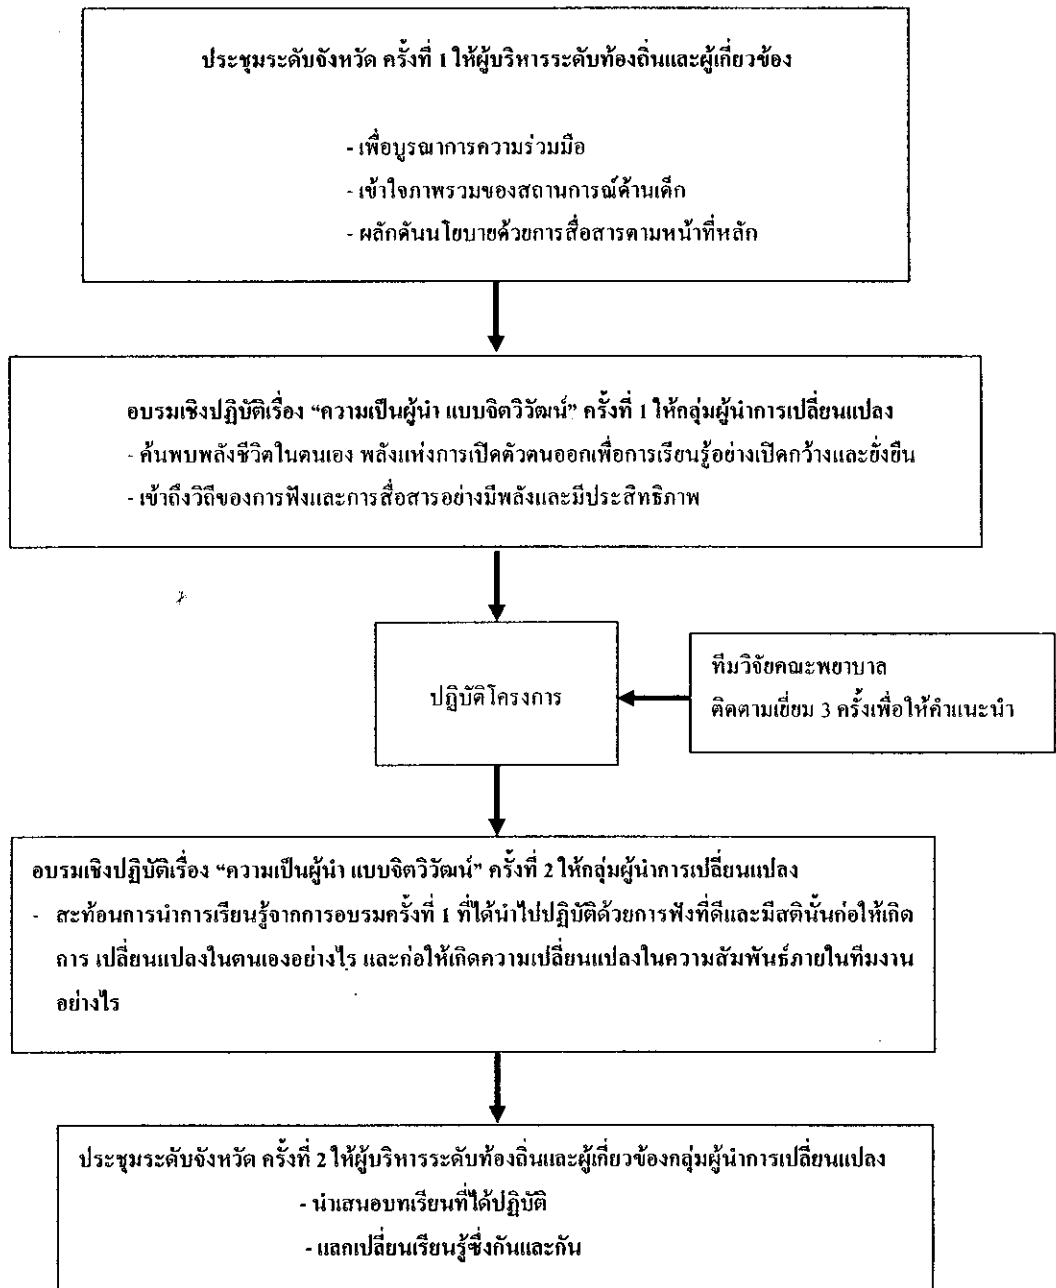 ประชุมระดับจังหวัด ครั้งที่ 1 ให้ผู้บริหารระดับท้องถิ่นและผู้เกี่ยวข้อง
- เพื่อบูรณาการความร่วมมือ
- เข้าใจภาพรวมของสถานการณ์ด้านเด็ก
- ผลักดันนโยบายด้วยการสื่อสารตามหน้าที่หลัก
อบรมเชิงปฏิบัติเรื่อง “ความเป็นผู้นำ แบบจิตวิวัฒน์” ครั้งที่ 1 ให้กลุ่มผู้นำการเปลี่ยนแปลง
- ค้นพบพลังชีวิตในตนเอง พลังแห่งการเปิดตัวตนออกเพื่อการเรียนรู้อย่างเปิดกว้างและยั่งยืน
- เข้าถึงวิถีของการฟังและการสื่อสารอย่างมีพลังและมีประสิทธิภาพ
ปฏิบัติโครงการ
ทีมวิจัยคณะพยาบาล
ติดตามเยี่ยม 3 ครั้งเพื่อให้คำแนะนำ
อบรมเชิงปฏิบัติเรื่อง “ความเป็นผู้นำ แบบจิตวิวัฒน์” ครั้งที่ 2 ให้กลุ่มผู้นำการเปลี่ยนแปลง
- สะท้อนการนำการเรียนรู้จากการอบรมครั้งที่ 1 ที่ได้นำไปปฏิบัติด้วยการฟังที่ดีและมีสตินั้นก่อให้เกิด
การ เปลี่ยนแปลงในตนเองอย่างไร และก่อให้เกิดความเปลี่ยนแปลงในความสัมพันธ์ภายในทีมงาน
อย่างไร
ประชุมระดับจังหวัด ครั้งที่ 2 ให้ผู้บริหารระดับท้องถิ่นและผู้เกี่ยวข้องกลุ่มผู้นำการเปลี่ยนแปลง
- นำเสนอบทเรียนที่ได้ปฏิบัติ
- แลกเปลี่ยนเรียนรู้ซึ่งกันและกัน